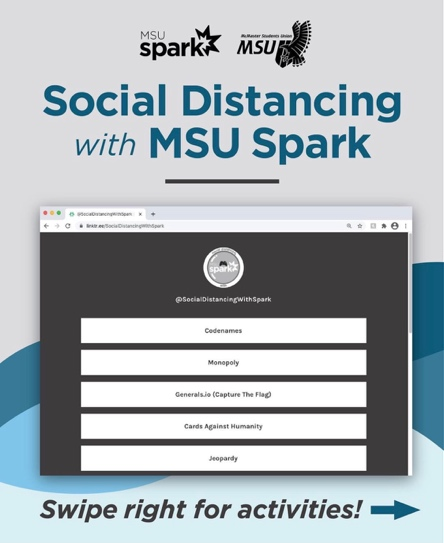 MSU
spark
McMaster Students Union
MSU
Social Distancing
with MSU Spark
@SocialDistancingWithSpark
linktr.ee/SocialDistancingWithSpark
spark
@SocialDistancingWithSpark
Codenames
Monopoly
Generals.io (Capture The Flag)
Cards Against Humanity
Jeopardy
Swipe right for activities!